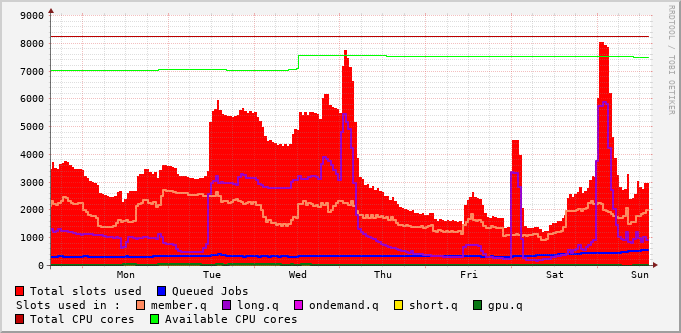 RRDTOOL / TOBI OETIKER
9000
8000
7000
6000
5000
4000
3000
2000
1000
0
Mon Tue Wed Thu Fri Sat Sun
Total slots used Queued Jobs
Slots used in : member.q long.q ondemand.q short.q gpu.q
Total CPU cores Available CPU cores